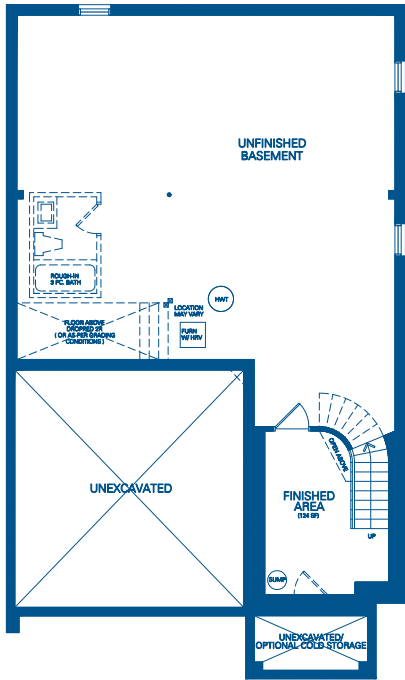 UNFINISHED
BASEMENT
ROUGH-IN
3 PC. BATH
HWT
LOCATION
MAY VARY
FURN
W/ HRV
FLOOR ABOVE
DROPPED 2R
( OR AS PER GRADING
CONDITIONS )
UNEXCAVATED
OPEN ABOVE
FINISHED
AREA
(124 SF)
UP
SUMP
UNEXCAVATED/
OPTIONAL COLD STORAGE